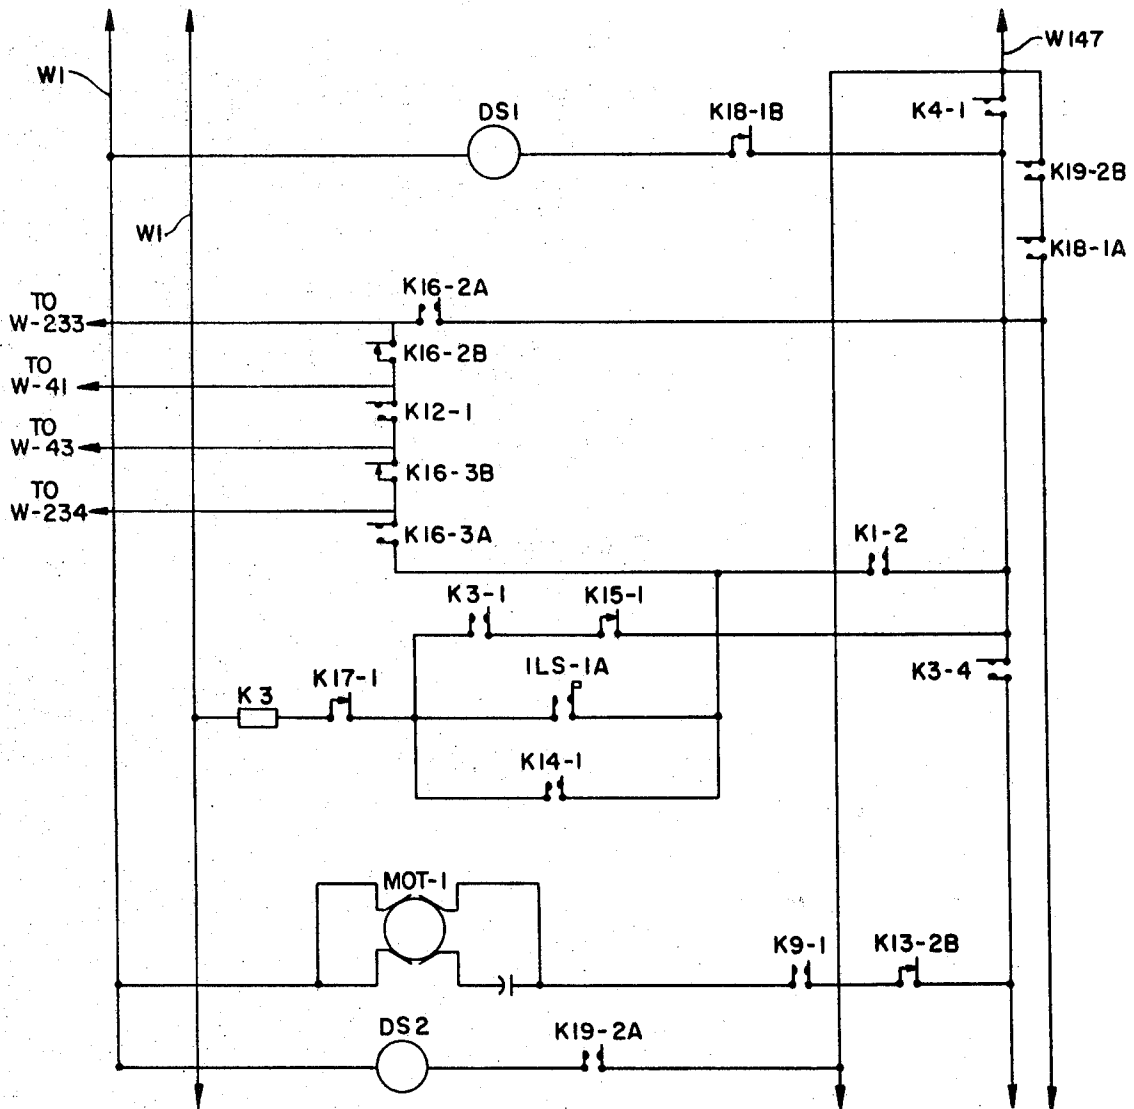 W147
W1
DS1
K18-1B
K4-1
K19-2B
W1
K18-1A
K16-2A
TO
W-233
K16-2B
TO
W-41
K12-1
TO
W-43
K16-3B
TO
W-234
K16-3A
K1-2
K3-1
K15-1
1LS-1A
K3-4
K17-1
K3
K14-1
MOT-1
K9-1
K13-2B
DS2
K19-2A